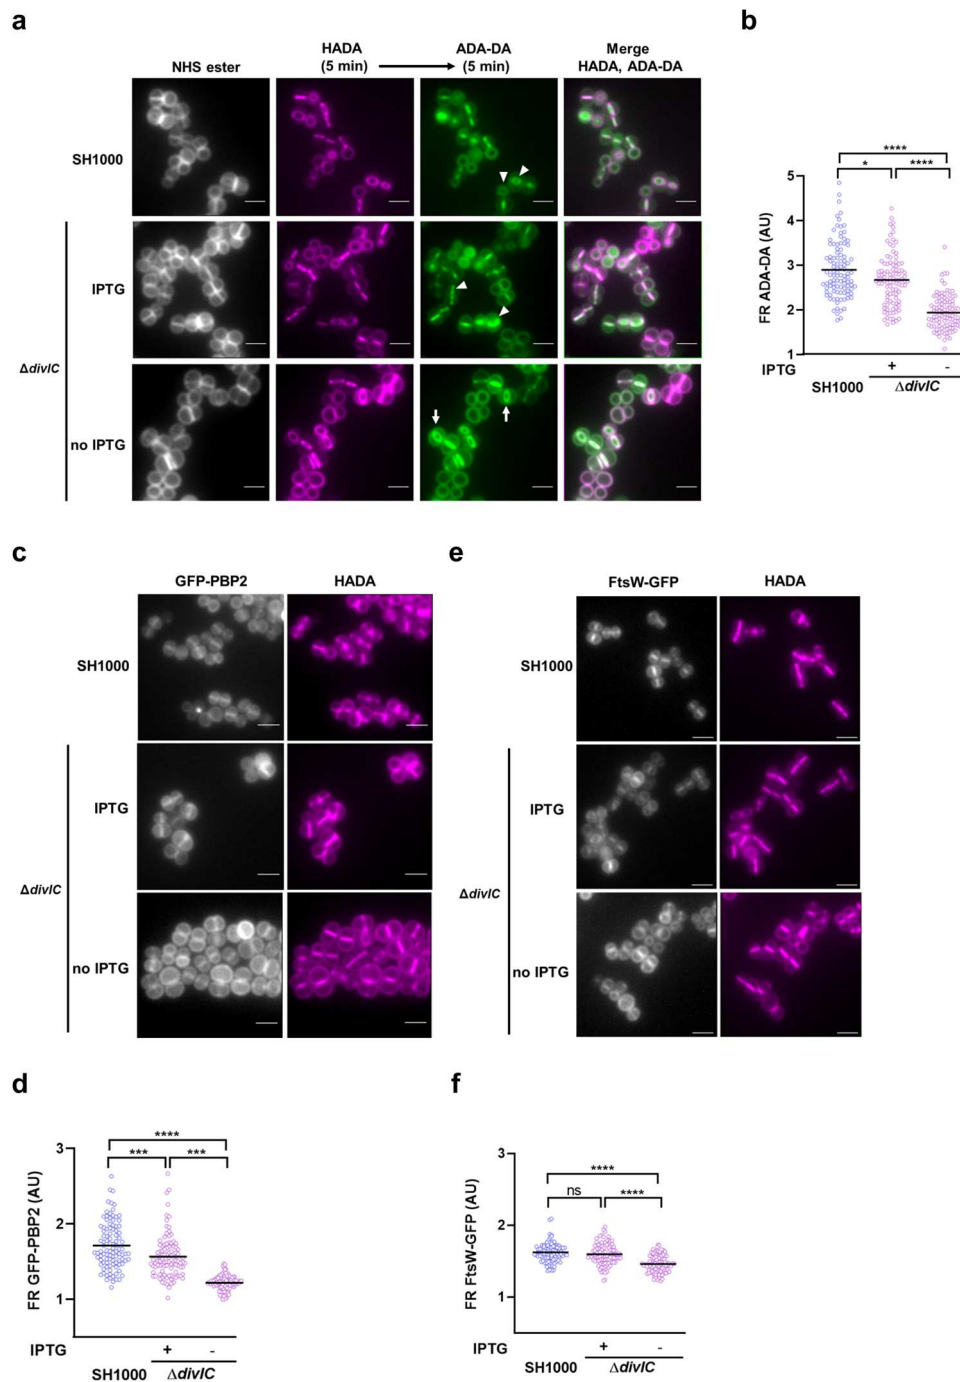 a
HADA
(5 min)
ADA-DA
(5 min)
Merge
HADA, ADA-DA
NHS ester
SH1000
IPTG
ΔdivIC
no IPTG
b
****
* ****
5
4
3
2
1
FR ADA-DA (AU)
IPTG + -
SH1000 ΔdivIC
c
GFP-PBP2 HADA
SH1000
IPTG
ΔdivIC
no IPTG
e
FtsW-GFP HADA
SH1000
IPTG
ΔdivIC
no IPTG
d
****
*** ***
3
2
1
FR GFP-PBP2 (AU)
IPTG + -
SH1000 ΔdivIC
f
****
ns ****
3
2
1
FR FtsW-GFP (AU)
IPTG + -
SH1000 ΔdivIC